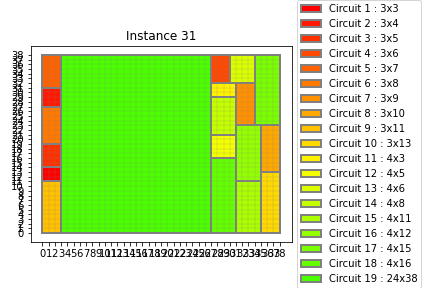 Instance 31
Circuit 1 : 3x3
Circuit 2 : 3x4
Circuit 3 : 3x5
Circuit 4 : 3x6
Circuit 5 : 3x7
Circuit 6 : 3x8
Circuit 7 : 3x9
Circuit 8 : 3x10
Circuit 9 : 3x11
Circuit 10 : 3x13
Circuit 11 : 4x3
Circuit 12 : 4x5
Circuit 13 : 4x6
Circuit 14 : 4x8
Circuit 15 : 4x11
Circuit 16 : 4x12
Circuit 17 : 4x15
Circuit 18 : 4x16
Circuit 19 : 24x38